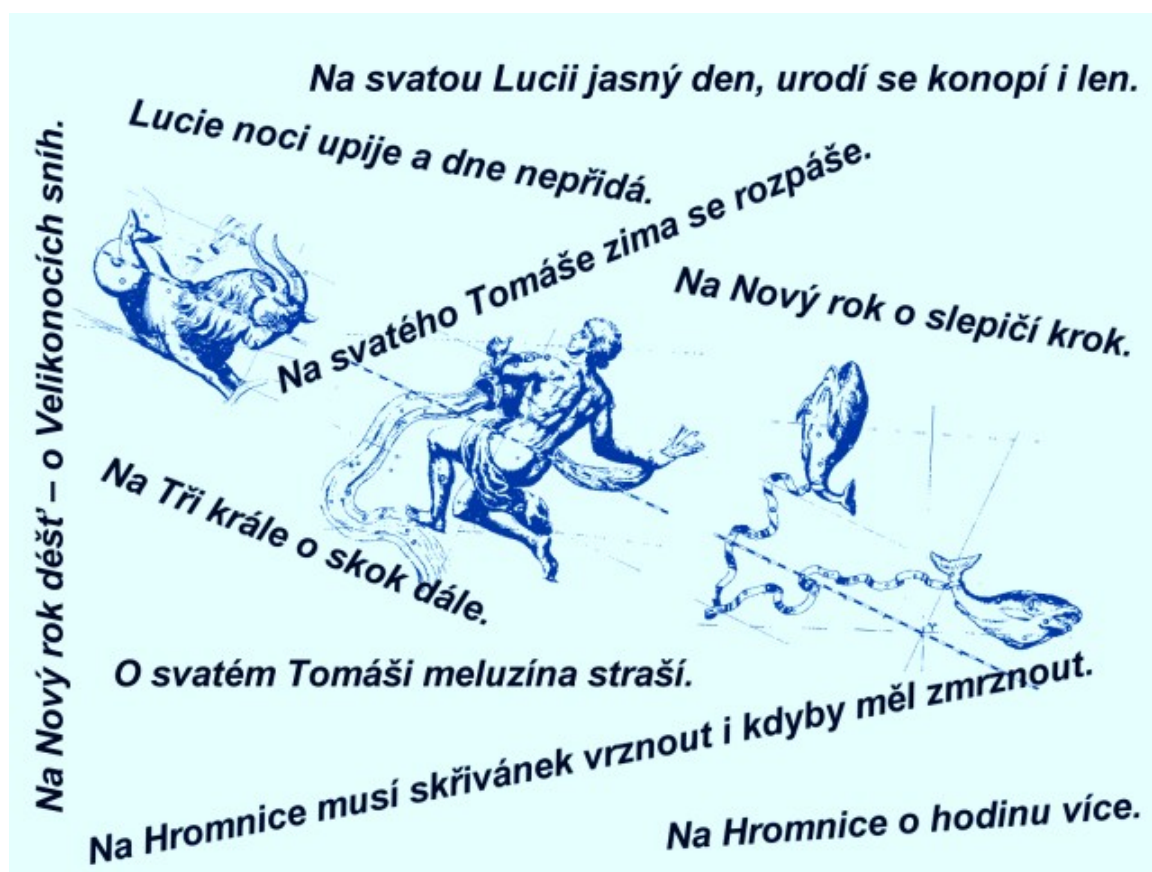 Na svatou Lucii jasný den, urodí se konopí i len.
Lucie noci upije a dne nepřidá.
Na svatého Tomáše zima se rozpáše.
Na Nový rok o slepičí krok.
Na Nový rok déšť – o Velikonocích sníh.
Na Tři krále o skok dále.
O svatém Tomáši meluzína straší.
Na Hromnice musí skřivánek vrznout i kdyby měl zmrznout.
Na Hromnice o hodinu více.